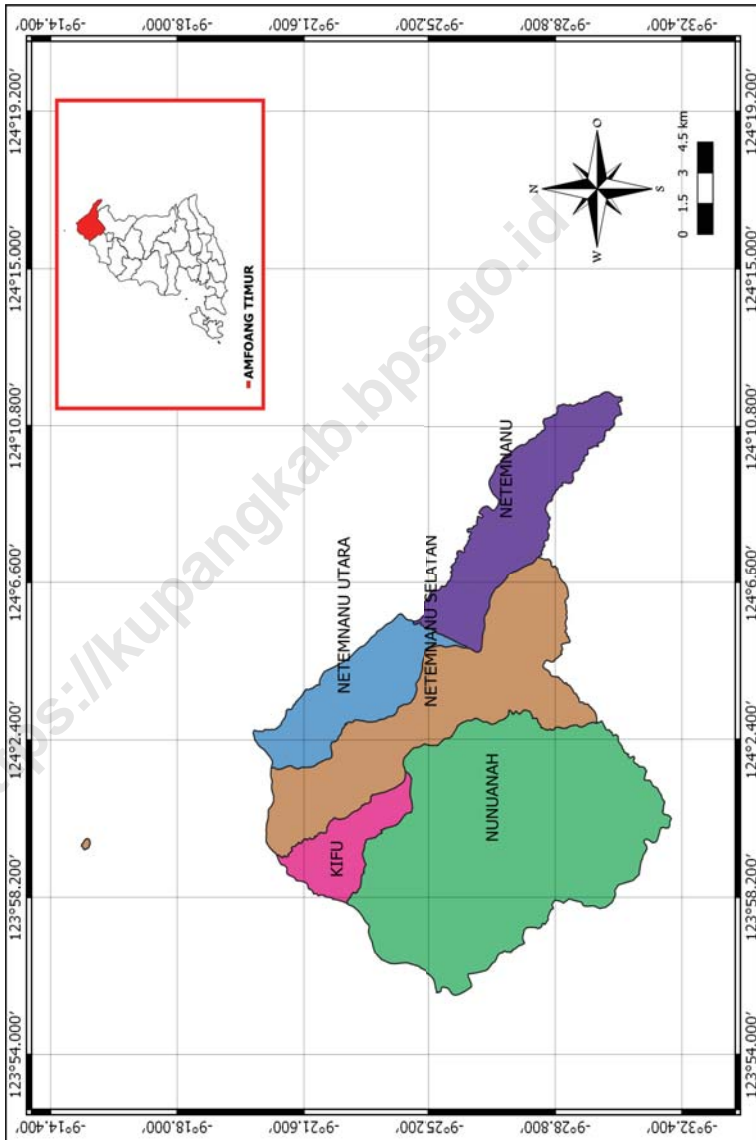 123°54.000′ 123°58.200′ 124°2.400′ 124°6.600′ 124°10.800′ 124°15.000′ 124°19.200′
-9°14.400′ -9°14.400′
-9°18.000′ -9°18.000′
-9°21.600′ -9°21.600′
-9°25.200′ -9°25.200′
-9°28.800′ -9°28.800′
-9°32.400′ -9°32.400′
AMFOANG TIMUR
KIFU
NETEMNANU UTARA
NETEMNANU SELATAN
NUNUANAH
NETEMNANU
N
W O
S
0 1.5 3 4.5 km
123°54.000′ 123°58.200′ 124°2.400′ 124°6.600′ 124°10.800′ 124°15.000′ 124°19.200′
ps://kupangkab.bps.go.id